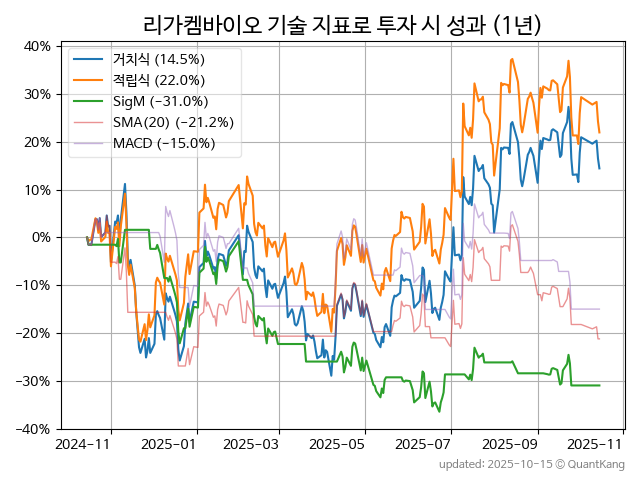 리가켐바이오 기술 지표로 투자 시 성과 (1년)
거치식 (14.5%)
적립식 (22.0%)
SigM (−31.0%)
SMA(20) (−21.2%)
MACD (−15.0%)
40%
30%
20%
10%
0%
−10%
−20%
−30%
−40%
2024-11 2025-01 2025-03 2025-05 2025-07 2025-09 2025-11
updated: 2025-10-15 © QuantKang